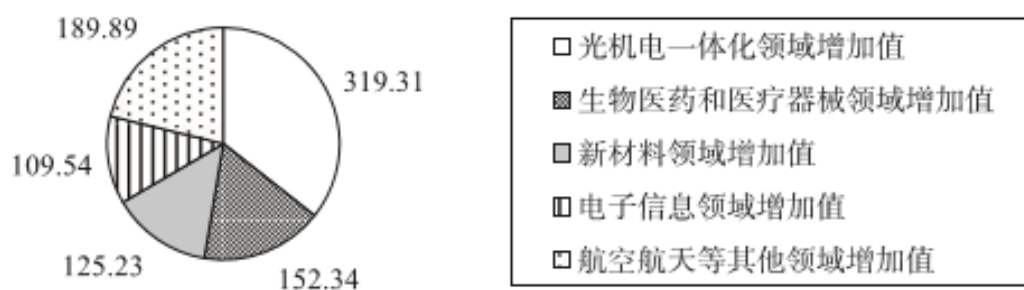 189.89
319.31
109.54
125.23
152.34
光机电一体化领域增加值
生物医药和医疗器械领域增加值
新材料领域增加值
电子信息领域增加值
航空航天等其他领域增加值